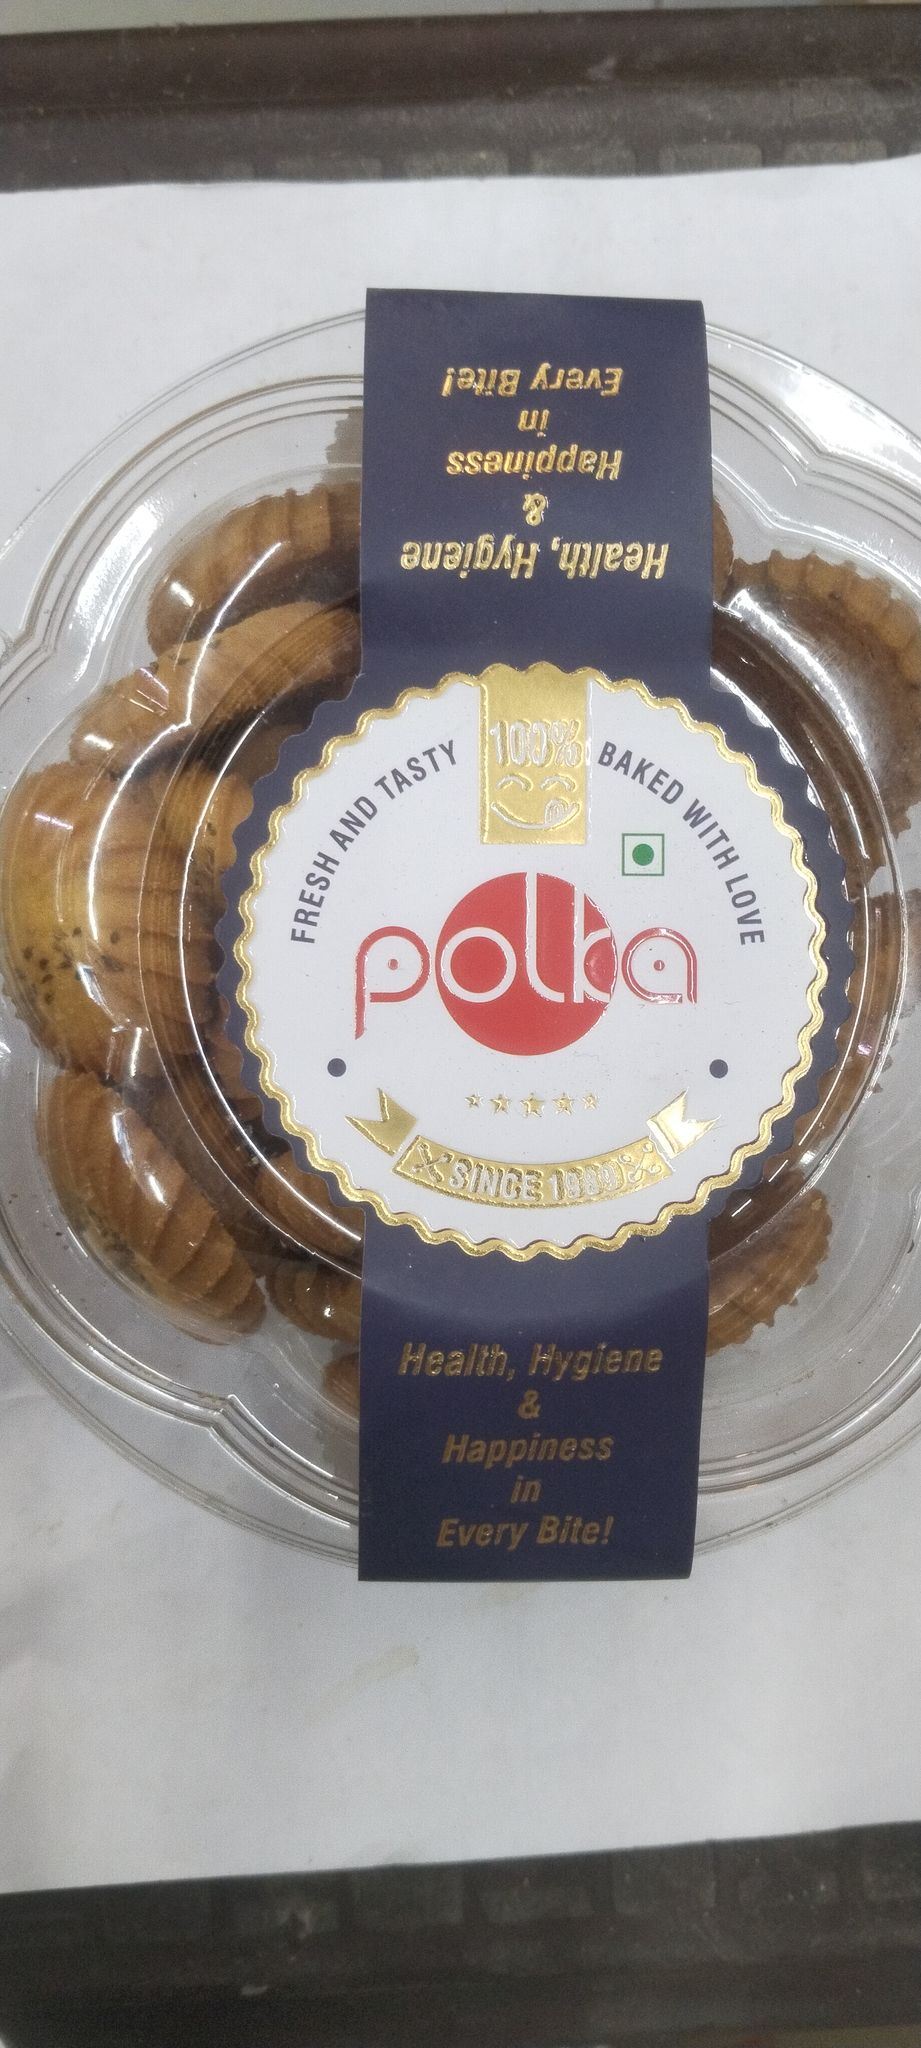 Health, Hygiene
&
Happiness
in
Every Bite!
100%
FRESH AND TASTY
BAKED WITH LOVE
polka
SINCE 1989
Health, Hygiene
&
Happiness
in
Every Bite!